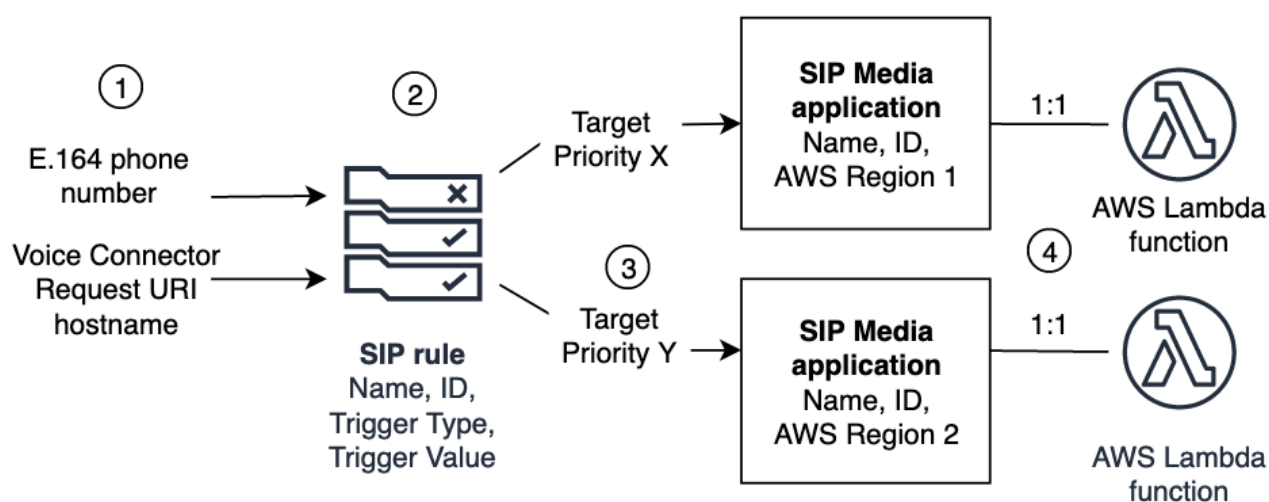 1
E.164 phone
number
Voice Connector
Request URI
hostname
2
SIP rule
Name, ID,
Trigger Type,
Trigger Value
Target
Priority X
3
Target
Priority Y
SIP Media
application
Name, ID,
AWS Region 1
SIP Media
application
Name, ID,
AWS Region 2
1:1
AWS Lambda
function
4
1:1
AWS Lambda
function